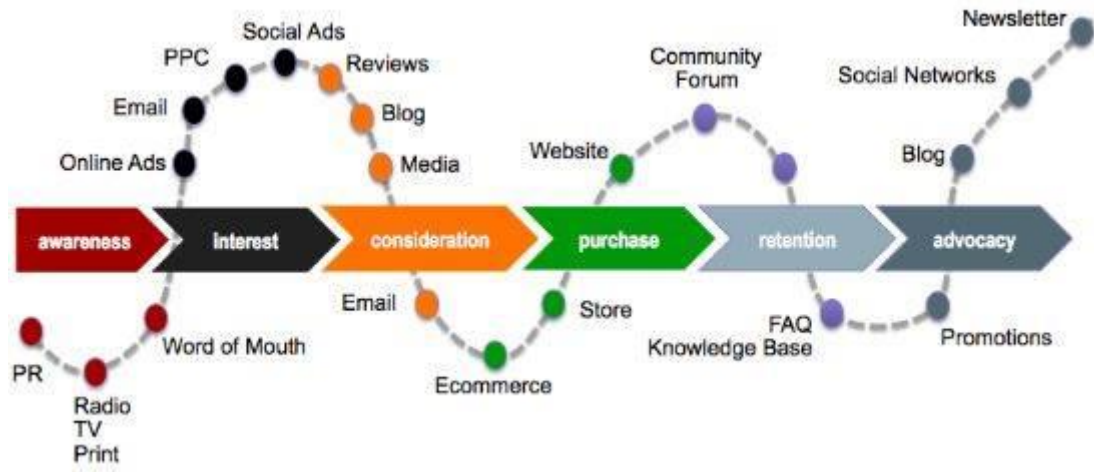 Newsletter
Social Ads
PPC
Reviews
Community
Forum
Social Networks
Email
Blog
Online Ads
Media
Website
Blog
awareness
interest
consideration
purchase
retention
advocacy
Email
Store
FAQ
Knowledge Base
Promotions
Word of Mouth
PR
Ecommerce
Radio
TV
Print